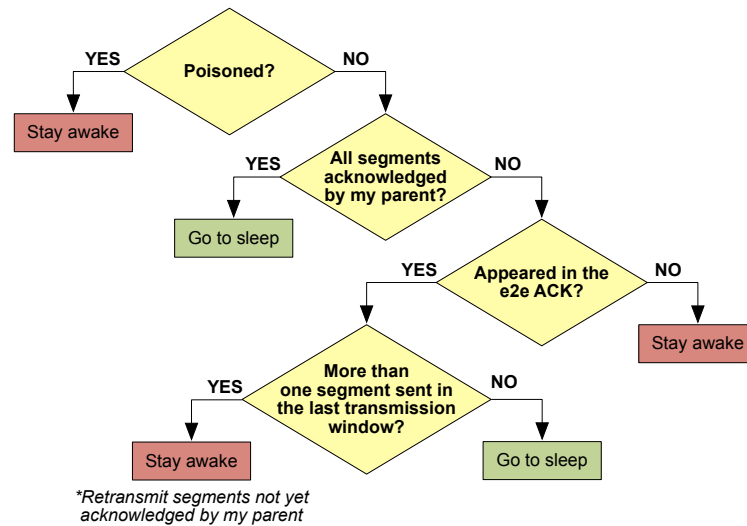 YES
Poisoned?
NO
Stay awake
YES
All segments
acknowledged
by my parent?
NO
Go to sleep
YES
Appeared in the
e2e ACK?
NO
Stay awake
YES
More than
one segment sent in
the last transmission
window?
NO
Stay awake
Go to sleep
*Retransmit segments not yet
acknowledged by my parent